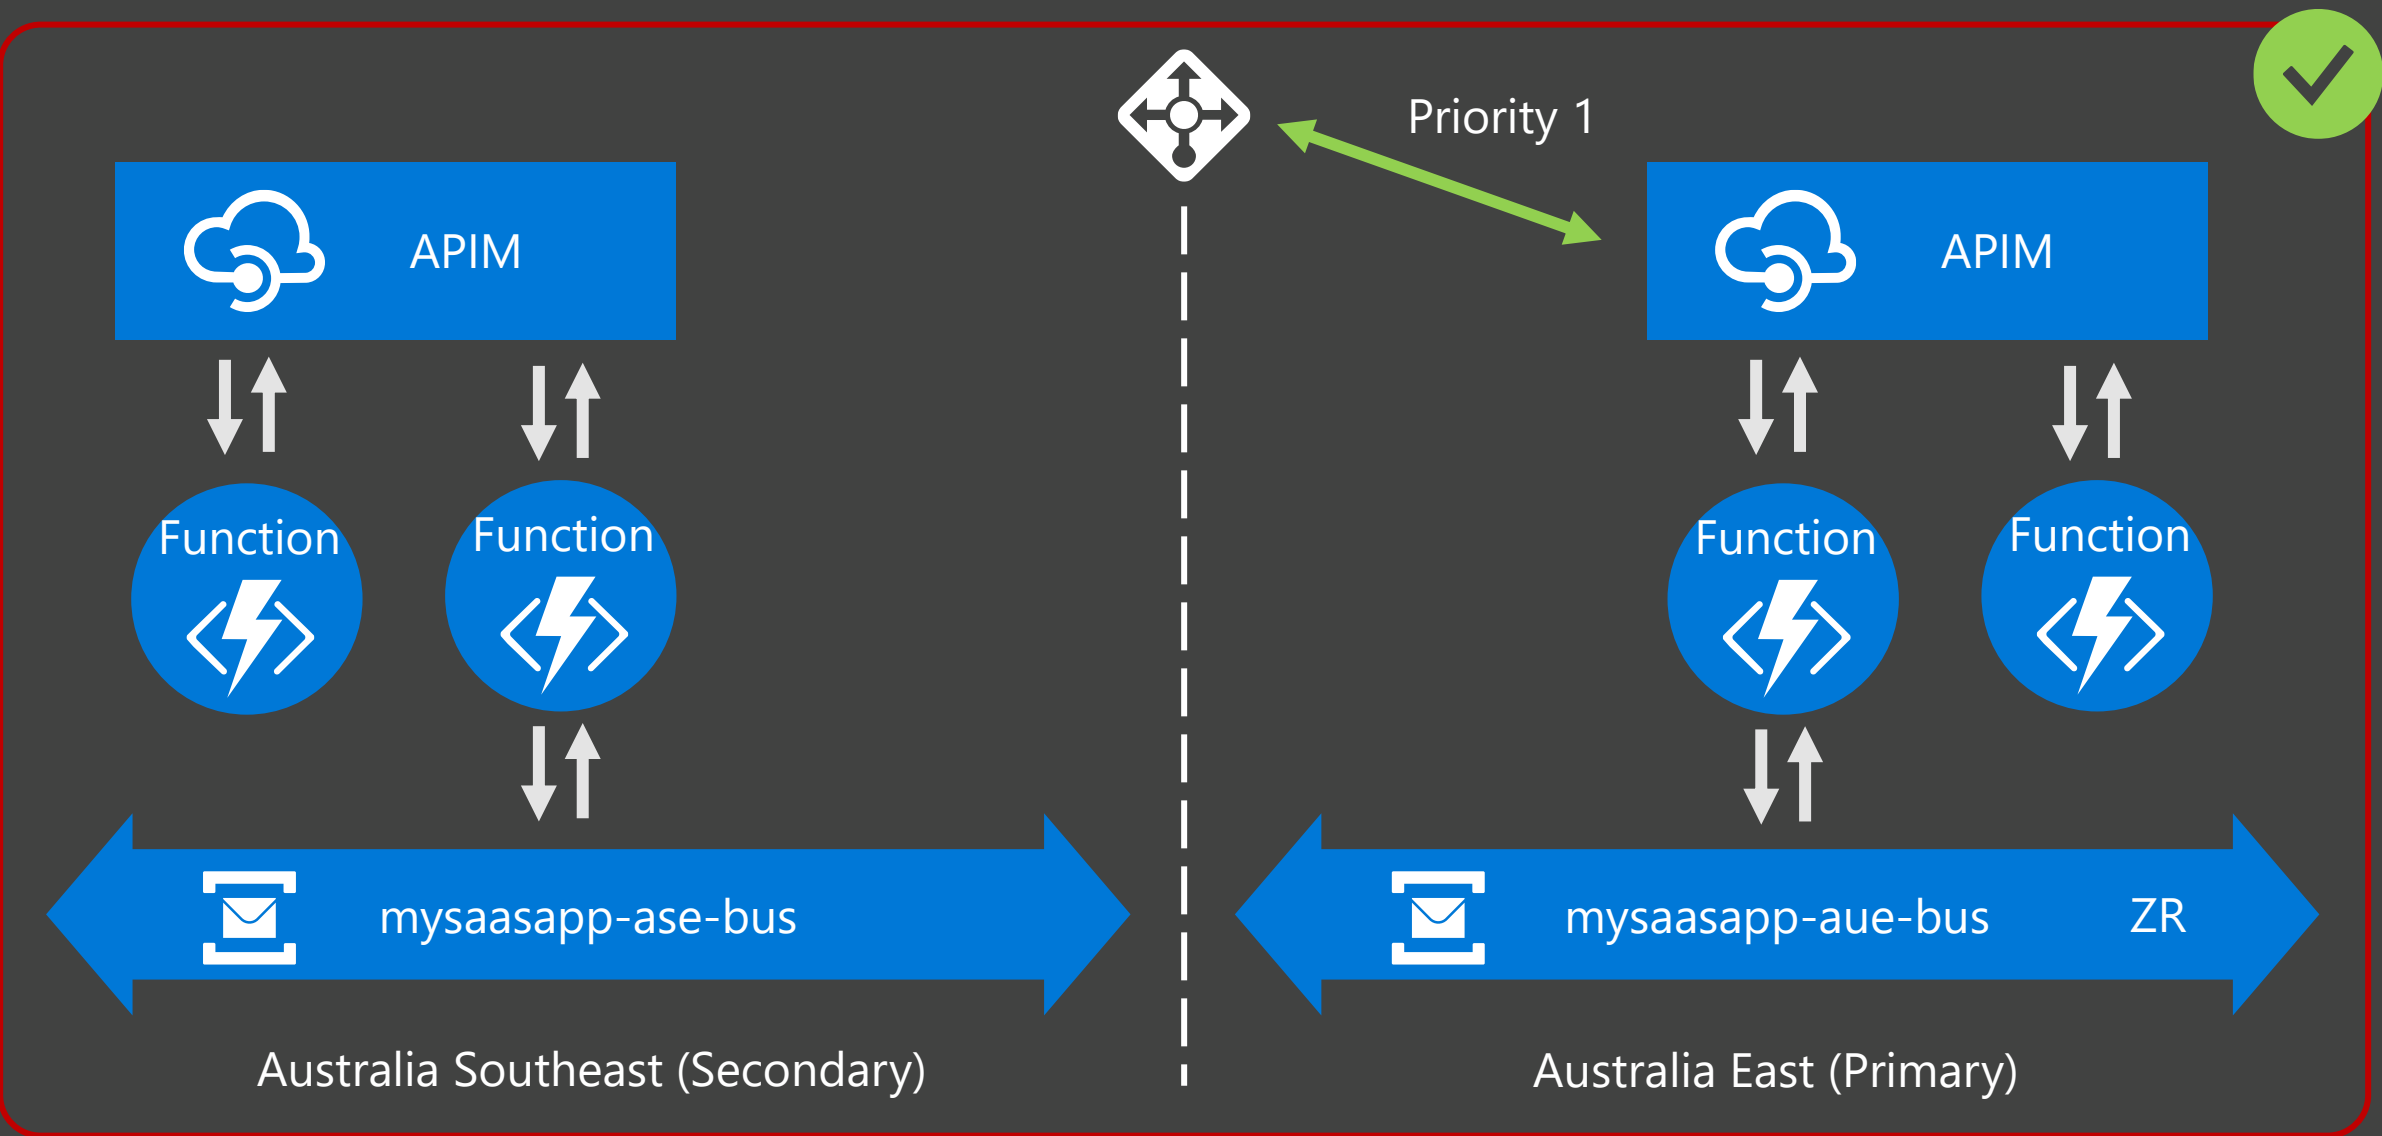 Priority 1
APIM
APIM
Function
Function
Function
Function
mysaasapp-ase-bus
mysaasapp-aue-bus
ZR
Australia Southeast (Secondary)
Australia East (Primary)